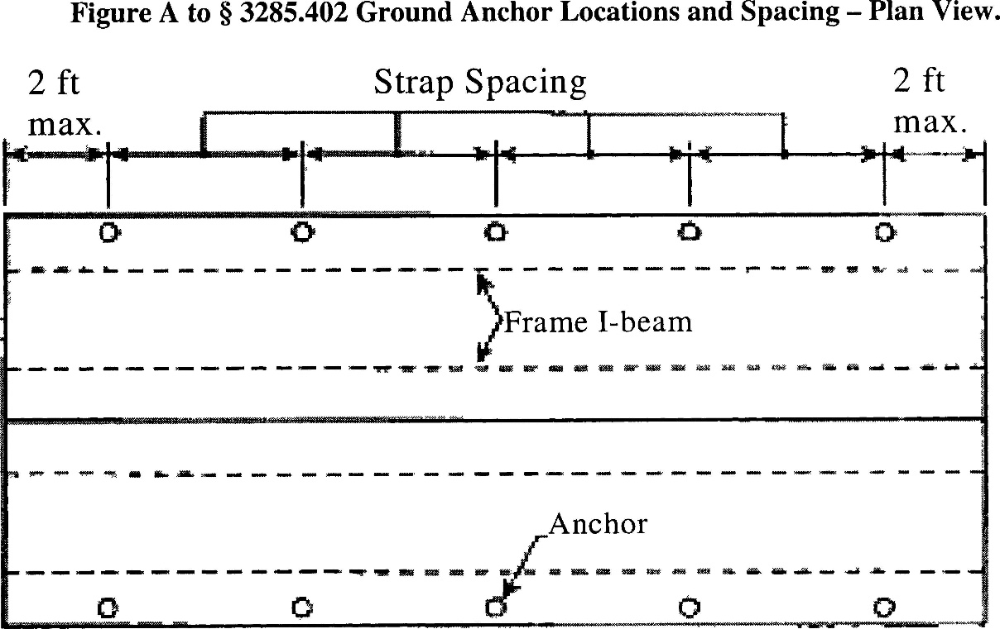 Figure A to § 3285.402 Ground Anchor Locations and Spacing – Plan View.
2 ft
max.
Strap Spacing
2 ft
max.
Frame I-beam
Anchor